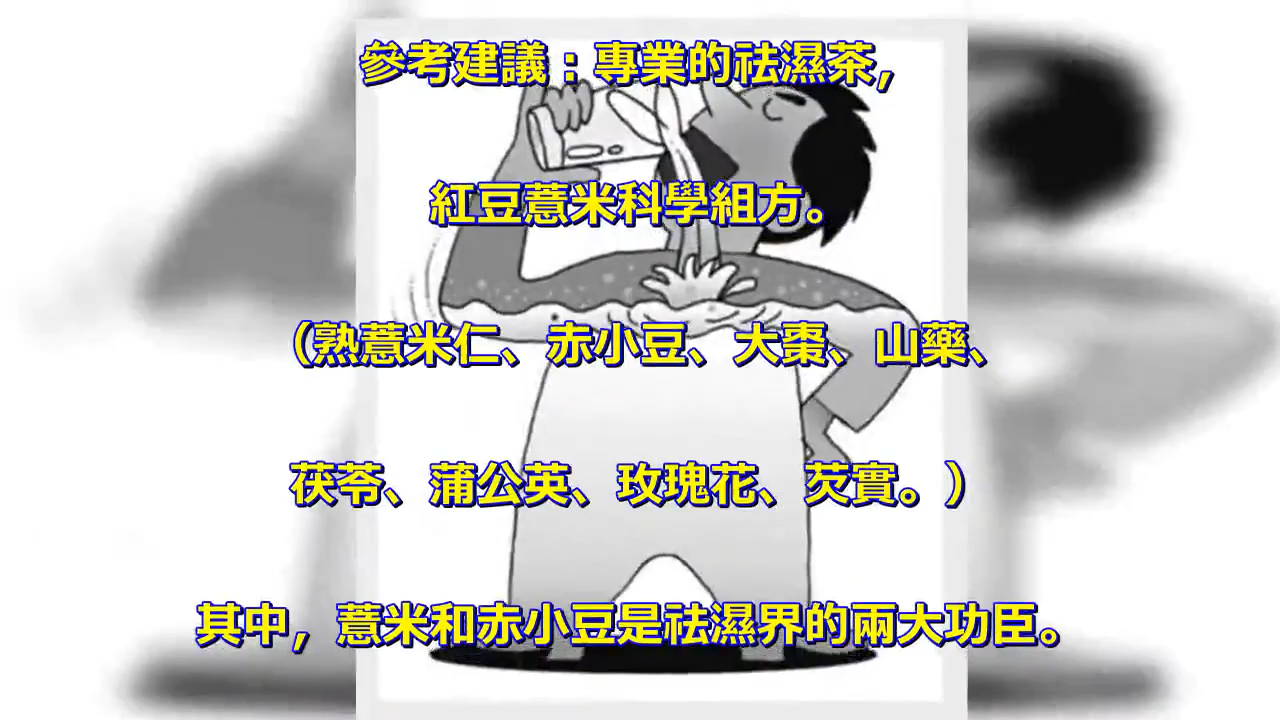 參考建議：專業的祛濕茶，
紅豆薏米科學組方。
（熟薏米仁、赤小豆、大棗、山藥、
茯苓、蒲公英、玫瑰花、芡實。）
其中，薏米和赤小豆是祛濕界的兩大功臣。